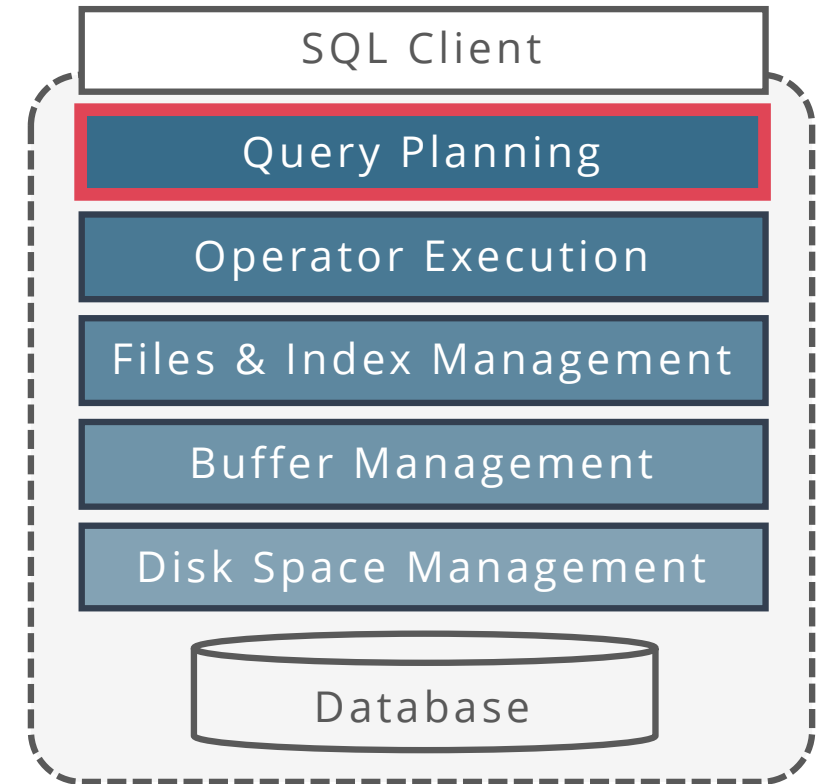 SQL Client
Query Planning
Operator Execution
Files & Index Management
Buffer Management
Disk Space Management
Database